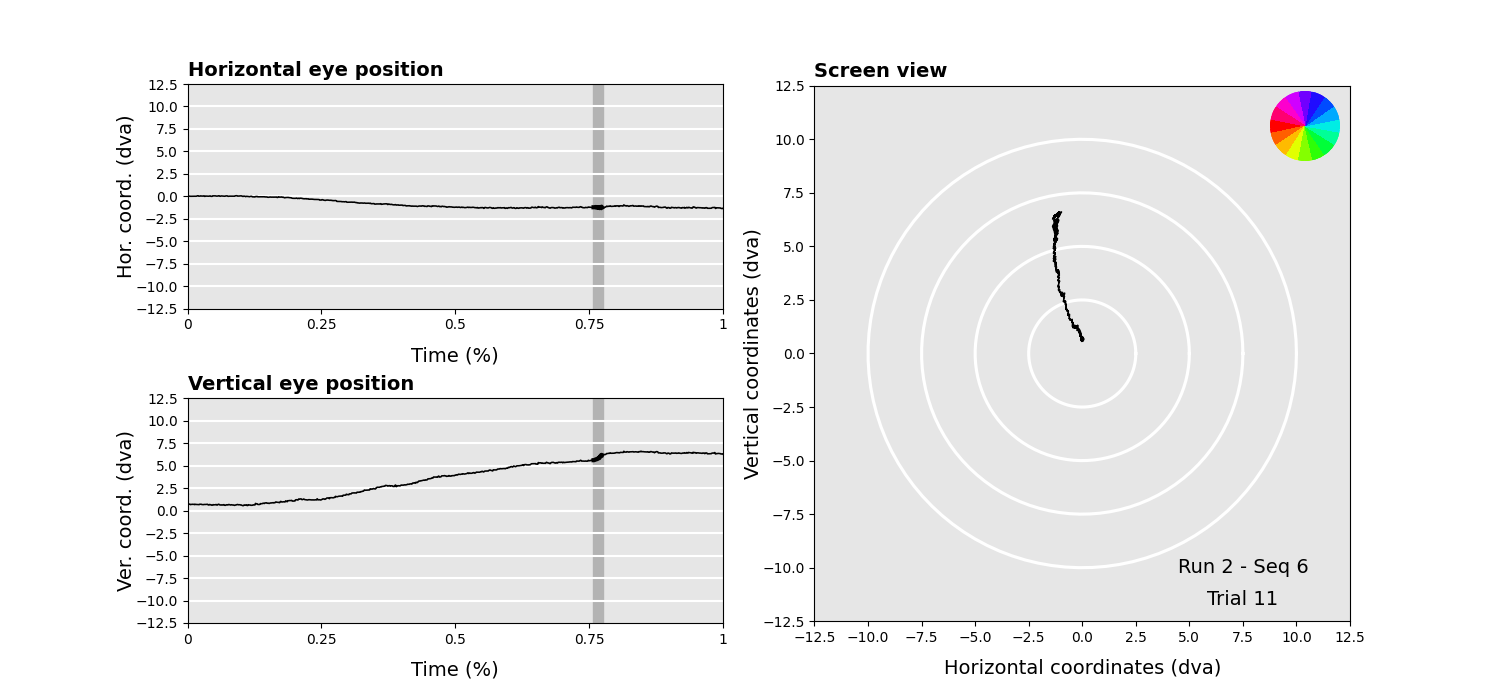 Horizontal eye position
Hor. coord. (dva)
12.5
10.0
7.5
5.0
2.5
0.0
−2.5
−5.0
−7.5
−10.0
−12.5
0 0.25 0.5 0.75 1
Time (%)
Vertical eye position
Ver. coord. (dva)
12.5
10.0
7.5
5.0
2.5
0.0
−2.5
−5.0
−7.5
−10.0
−12.5
0 0.25 0.5 0.75 1
Time (%)
Screen view
Vertical coordinates (dva)
12.5
10.0
7.5
5.0
2.5
0.0
−2.5
−5.0
−7.5
−10.0
−12.5
Run 2 - Seq 6
Trial 11
−12.5 −10.0 −7.5 −5.0 −2.5 0.0 2.5 5.0 7.5 10.0 12.5
Horizontal coordinates (dva)